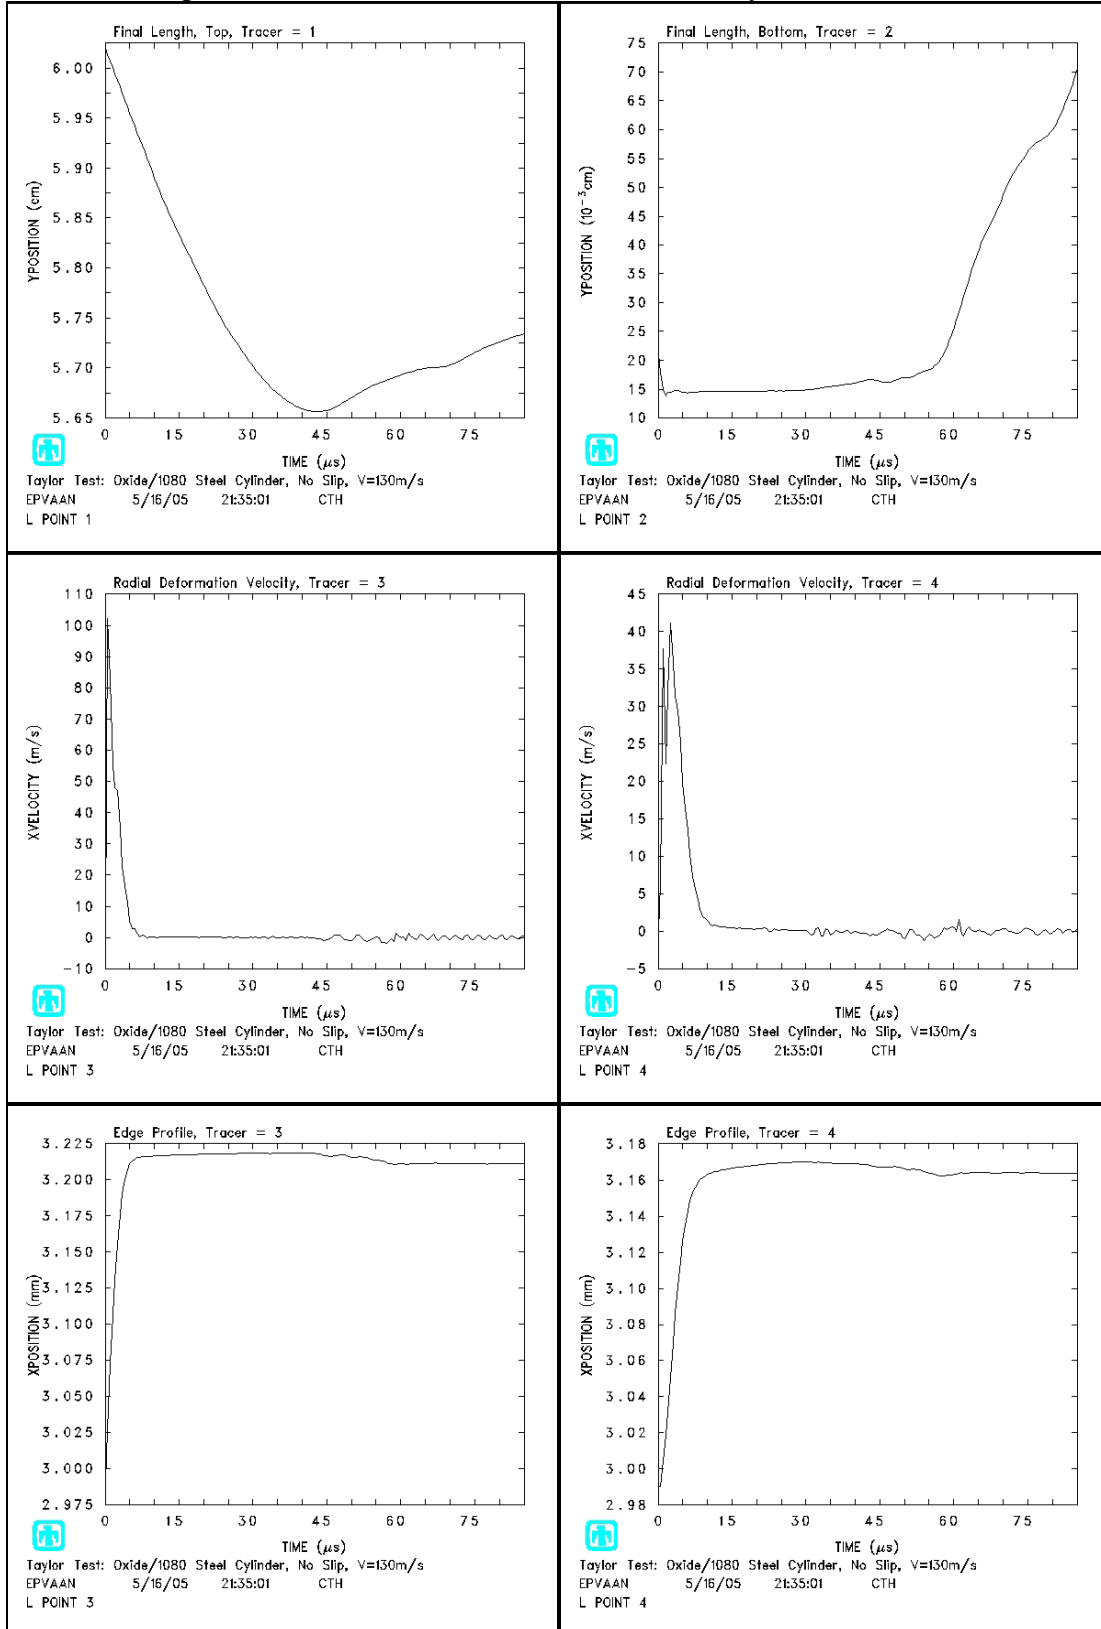 Final Length, Top, Tracer = 1
6.00
5.95
5.90
5.85
5.80
5.75
5.70
5.65
YPOSITION (cm)
0 15 30 45 60 75
TIME (μs)
Taylor Test: Oxide/1080 Steel Cylinder, No Slip, V=130m/s
EPVAAN 5/16/05 21:35:01 CTH
L POINT 1
Final Length, Bottom, Tracer = 2
75
70
65
60
55
50
45
40
35
30
25
20
15
10
YPOSITION (10⁻³cm)
0 15 30 45 60 75
TIME (μs)
Taylor Test: Oxide/1080 Steel Cylinder, No Slip, V=130m/s
EPVAAN 5/16/05 21:35:01 CTH
L POINT 2
Radial Deformation Velocity, Tracer = 3
110
100
90
80
70
60
50
40
30
20
10
0
-10
XVELOCITY (m/s)
0 15 30 45 60 75
TIME (μs)
Taylor Test: Oxide/1080 Steel Cylinder, No Slip, V=130m/s
EPVAAN 5/16/05 21:35:01 CTH
L POINT 3
Radial Deformation Velocity, Tracer = 4
45
40
35
30
25
20
15
10
5
0
-5
XVELOCITY (m/s)
0 15 30 45 60 75
TIME (μs)
Taylor Test: Oxide/1080 Steel Cylinder, No Slip, V=130m/s
EPVAAN 5/16/05 21:35:01 CTH
L POINT 4
Edge Profile, Tracer = 3
3.225
3.200
3.175
3.150
3.125
3.100
3.075
3.050
3.025
3.000
2.975
XPOSITION (mm)
0 15 30 45 60 75
TIME (μs)
Taylor Test: Oxide/1080 Steel Cylinder, No Slip, V=130m/s
EPVAAN 5/16/05 21:35:01 CTH
L POINT 3
Edge Profile, Tracer = 4
3.18
3.16
3.14
3.12
3.10
3.08
3.06
3.04
3.02
3.00
2.98
XPOSITION (mm)
0 15 30 45 60 75
TIME (μs)
Taylor Test: Oxide/1080 Steel Cylinder, No Slip, V=130m/s
EPVAAN 5/16/05 21:35:01 CTH
L POINT 4